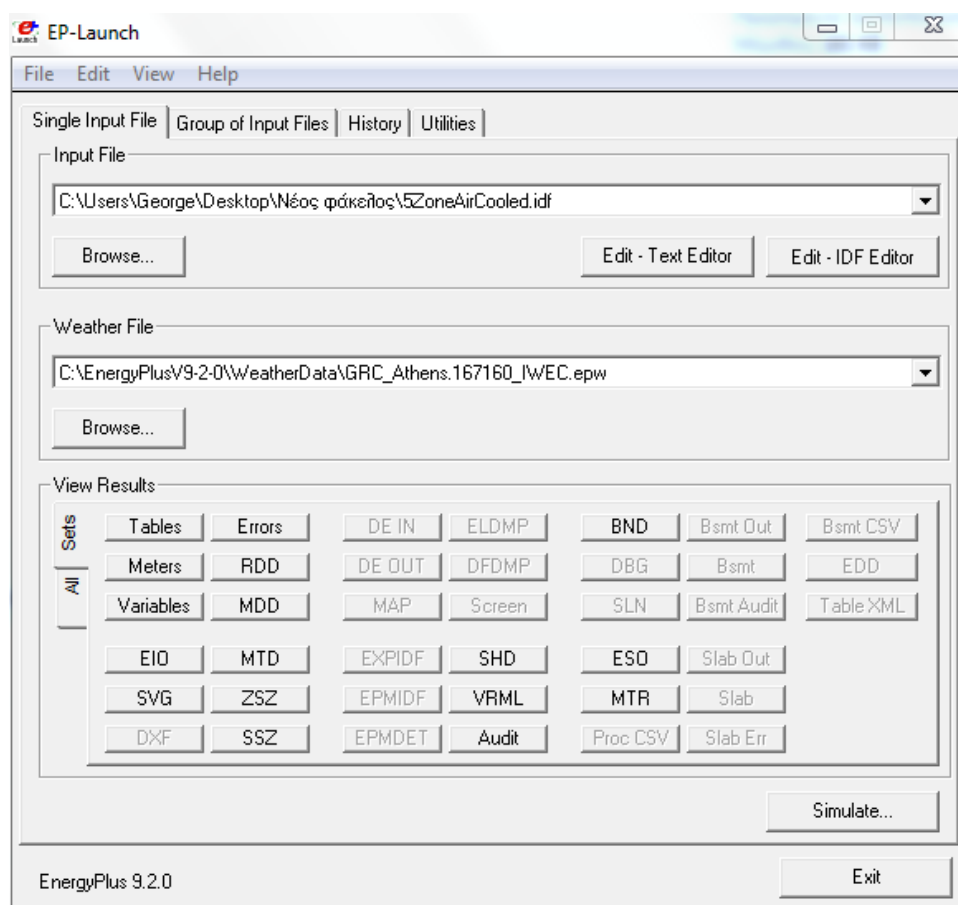 EP-Launch
File Edit View Help
Single Input File Group of Input Files History Utilities
Input File
C:\Users\George\Desktop\Νέος φάκελος\5ZoneAirCooled.idf
Browse... Edit - Text Editor Edit - IDF Editor
Weather File
C:\EnergyPlusV9-2-0\WeatherData\GRC_Athens.167160_IWEC.epw
Browse...
View Results
Sets
All
Tables Errors DE IN ELDMP BND Bsmt Out Bsmt CSV
Meters RDD DE OUT DFDMP DBG Bsmt EDD
Variables MDD MAP Screen SLN Bsmt Audit Table XML
EIO MTD EXPIDF SHD ESO Slab Out
SVG ZSZ EPMIDF VRML MTR Slab
DXF SSZ EPMDET Audit Proc CSV Slab Err
Simulate...
EnergyPlus 9.2.0 Exit